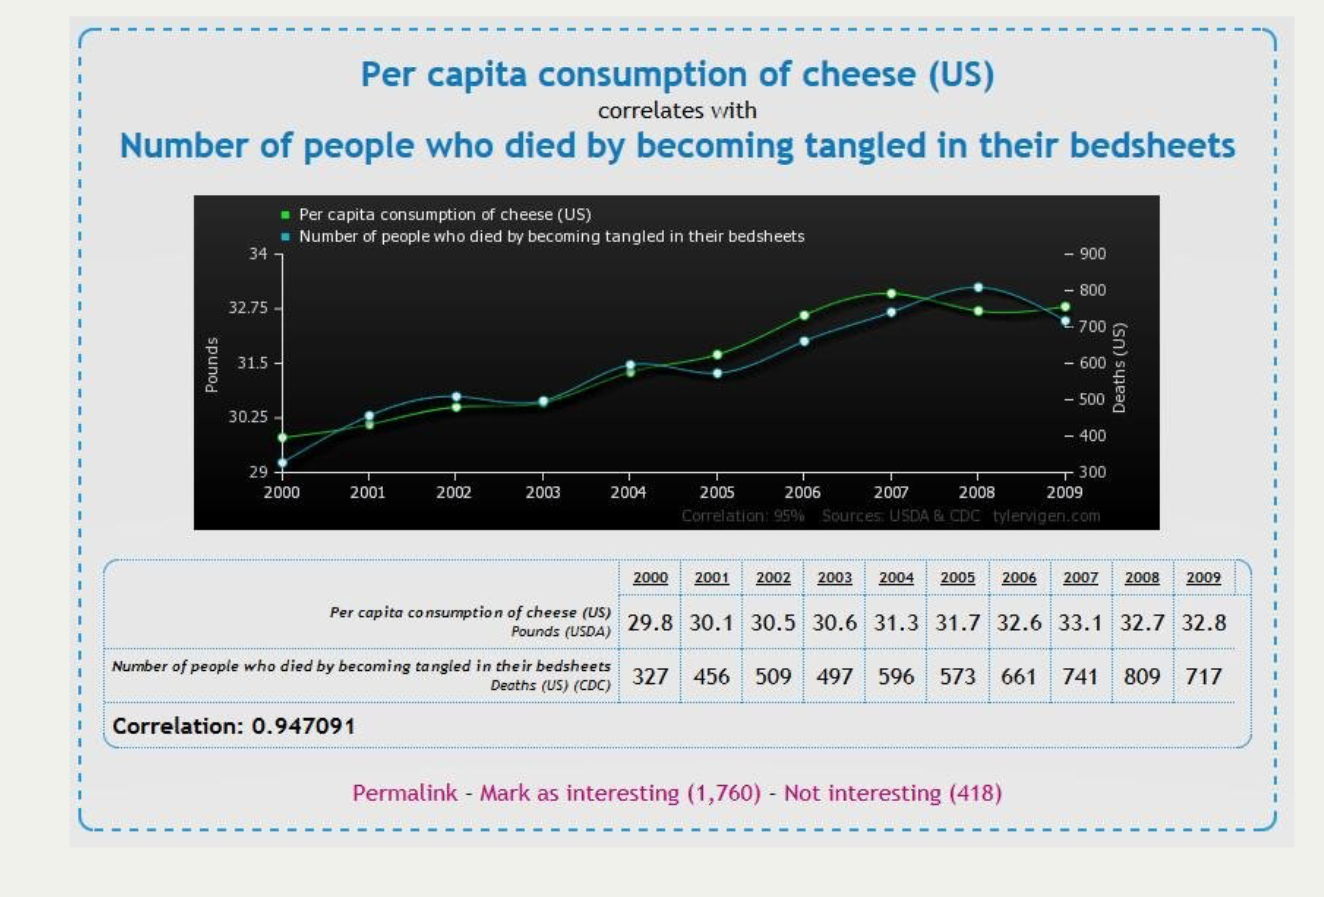 Per capita consumption of cheese (US)
correlates with
Number of people who died by becoming tangled in their bedsheets
Per capita consumption of cheese (US)
Number of people who died by becoming tangled in their bedsheets
34
32.75
31.5
30.25
29
Pounds
900
800
700
600
500
400
300
Deaths (US)
2000 2001 2002 2003 2004 2005 2006 2007 2008 2009
Correlation: 95% Sources: USDA & CDC tylervigen.com
2000 2001 2002 2003 2004 2005 2006 2007 2008 2009
Per capita consumption of cheese (US)
Pounds (USDA)
29.8 30.1 30.5 30.6 31.3 31.7 32.6 33.1 32.7 32.8
Number of people who died by becoming tangled in their bedsheets
Deaths (US) (CDC)
327 456 509 497 596 573 661 741 809 717
Correlation: 0.947091
Permalink - Mark as interesting (1,760) - Not interesting (418)